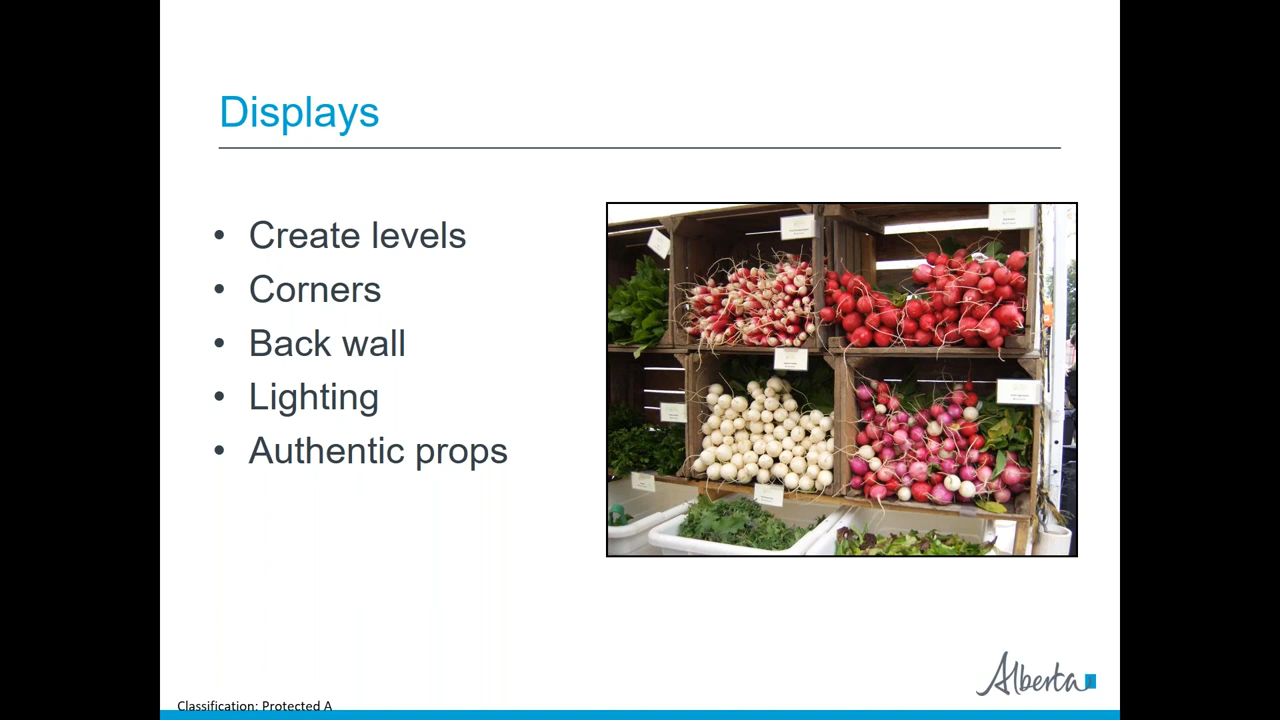 Displays
• Create levels
• Corners
• Back wall
• Lighting
• Authentic props
Alberta
Classification: Protected A